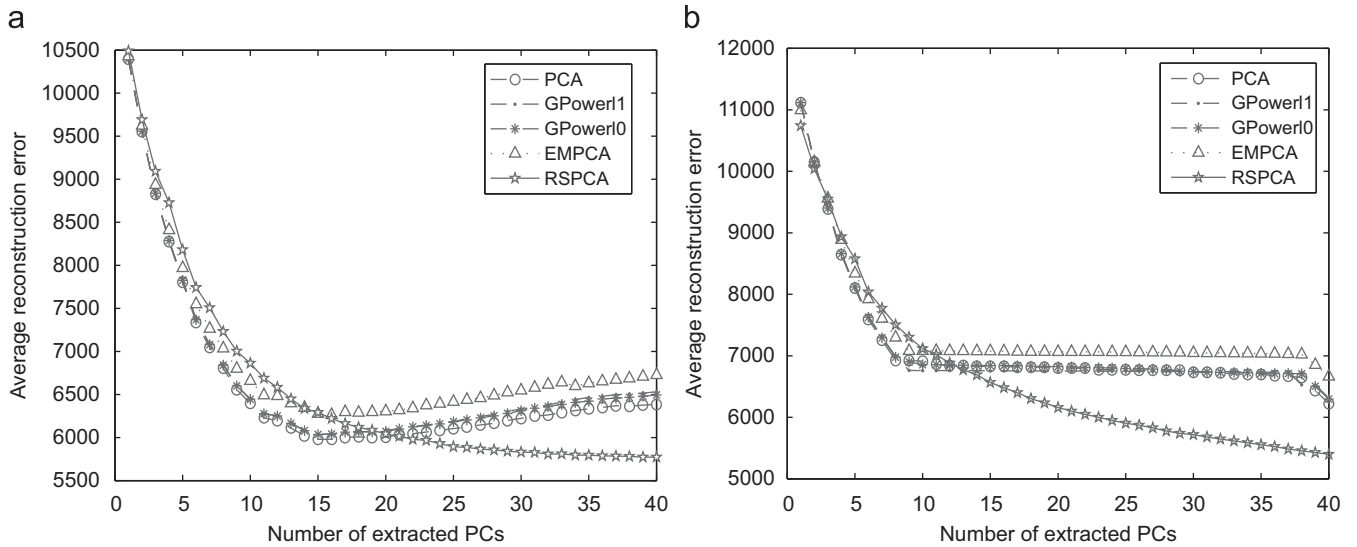 a
10500
10000
9500
9000
8500
8000
7500
7000
6500
6000
5500
0 5 10 15 20 25 30 35 40
Average reconstruction error
Number of extracted PCs
PCA
GPowerl1
GPowerl0
EMPCA
RSPCA
b
12000
11000
10000
9000
8000
7000
6000
5000
0 5 10 15 20 25 30 35 40
Average reconstruction error
Number of extracted PCs
PCA
GPowerl1
GPowerl0
EMPCA
RSPCA